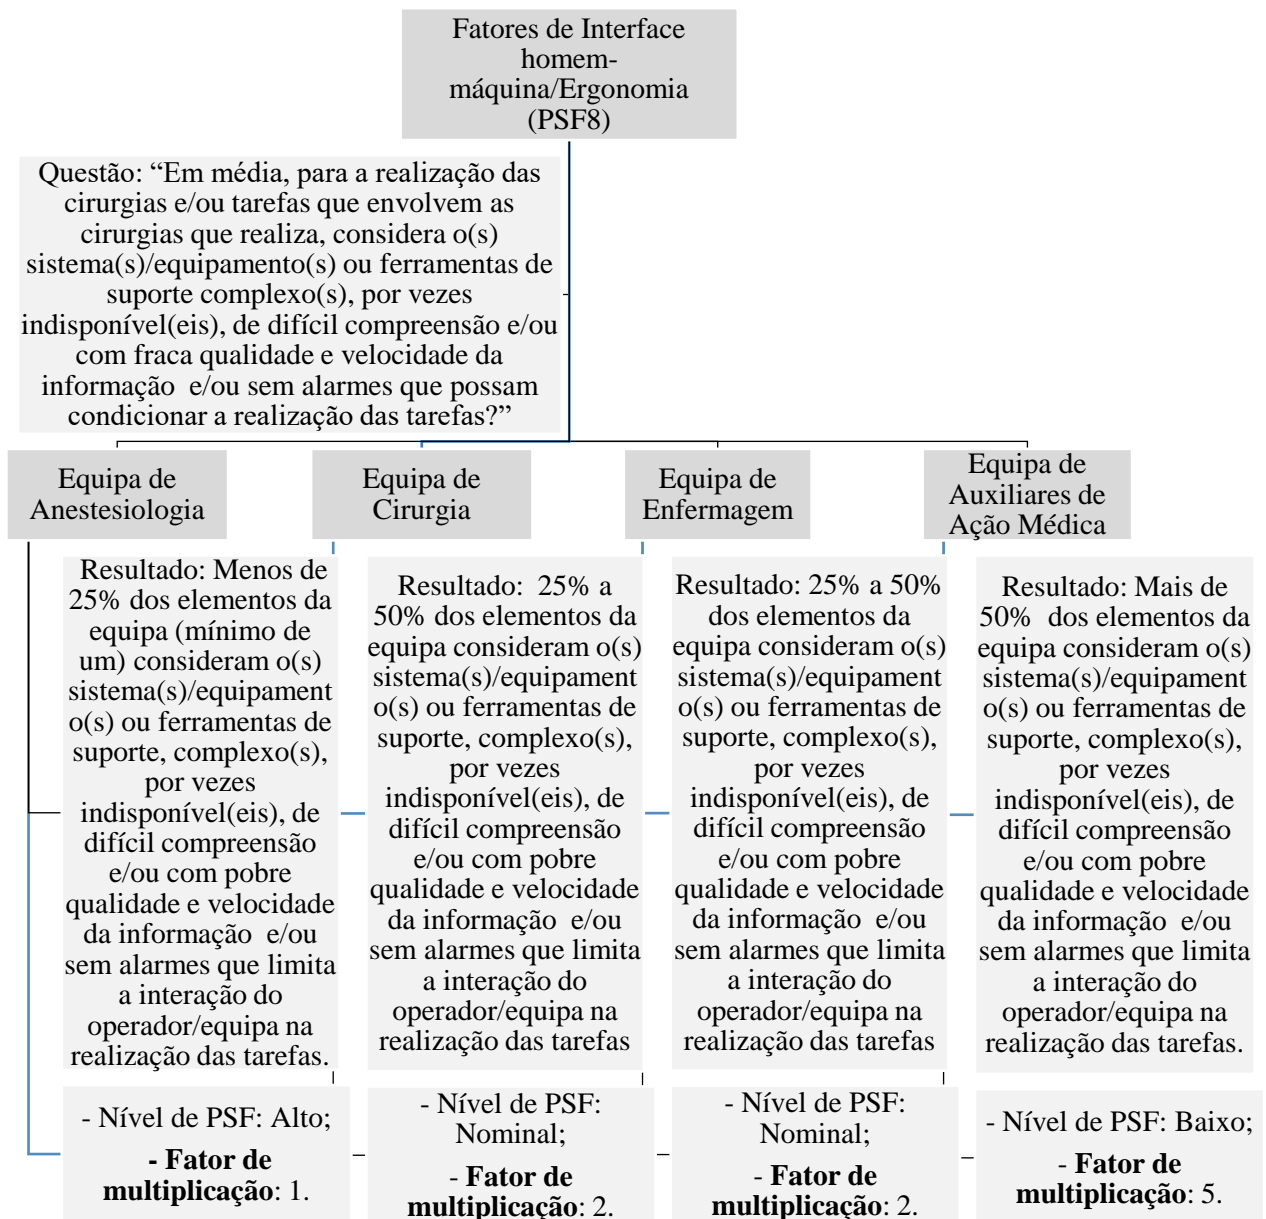 Fatores de Interface
homem-
máquina/Ergonomia
(PSF8)
Questão: “Em média, para a realização das
cirurgias e/ou tarefas que envolvem as
cirurgias que realiza, considera o(s)
sistema(s)/equipamento(s) ou ferramentas de
suporte complexo(s), por vezes
indisponível(eis), de difícil compreensão e/ou
com fraca qualidade e velocidade da
informação e/ou sem alarmes que possam
condicionar a realização das tarefas?”
Equipa de
Anestesiologia
Equipa de
Cirurgia
Equipa de
Enfermagem
Equipa de
Auxiliares de
Ação Médica
Resultado: Menos de
25% dos elementos da
equipa (mínimo de
um) consideram o(s)
sistema(s)/equipament
o(s) ou ferramentas de
suporte, complexo(s),
por vezes
indisponível(eis), de
difícil compreensão
e/ou com pobre
qualidade e velocidade
da informação e/ou
sem alarmes que limita
a interação do
operador/equipa na
realização das tarefas.
Resultado: 25% a
50% dos elementos da
equipa consideram o(s)
sistema(s)/equipament
o(s) ou ferramentas de
suporte, complexo(s),
por vezes
indisponível(eis), de
difícil compreensão
e/ou com pobre
qualidade e velocidade
da informação e/ou
sem alarmes que limita
a interação do
operador/equipa na
realização das tarefas
Resultado: 25% a 50%
dos elementos da
equipa consideram o(s)
sistema(s)/equipament
o(s) ou ferramentas de
suporte, complexo(s),
por vezes
indisponível(eis), de
difícil compreensão
e/ou com pobre
qualidade e velocidade
da informação e/ou
sem alarmes que limita
a interação do
operador/equipa na
realização das tarefas
Resultado: Mais de
50% dos elementos da
equipa consideram o(s)
sistema(s)/equipament
o(s) ou ferramentas de
suporte, complexo(s),
por vezes
indisponível(eis), de
difícil compreensão
e/ou com pobre
qualidade e velocidade
da informação e/ou
sem alarmes que limita
a interação do
operador/equipa na
realização das tarefas.
- Nível de PSF: Alto;
- Fator de
multiplicação: 1.
- Nível de PSF:
Nominal;
- Fator de
multiplicação: 2.
- Nível de PSF:
Nominal;
- Fator de
multiplicação: 2.
- Nível de PSF: Baixo;
- Fator de
multiplicação: 5.